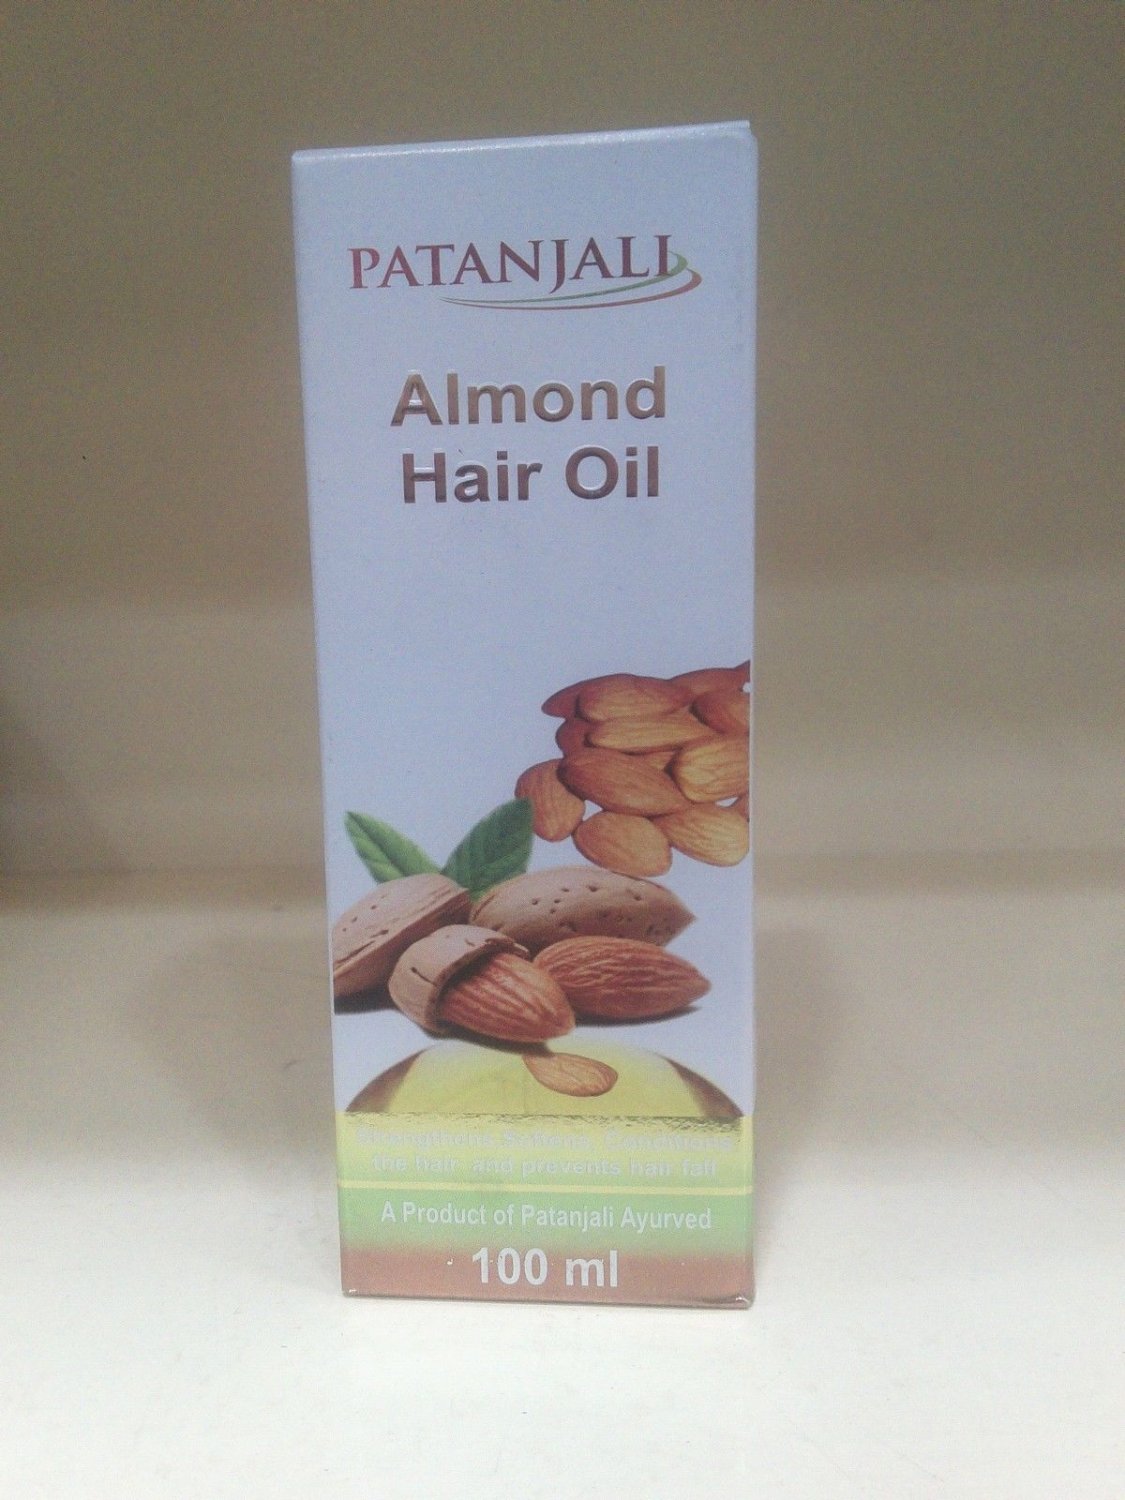 PATANJALI
Almond
Hair Oil
Strengthens, Softens, Conditions
the hair and prevents hair fall
A Product of Patanjali Ayurved
100 ml